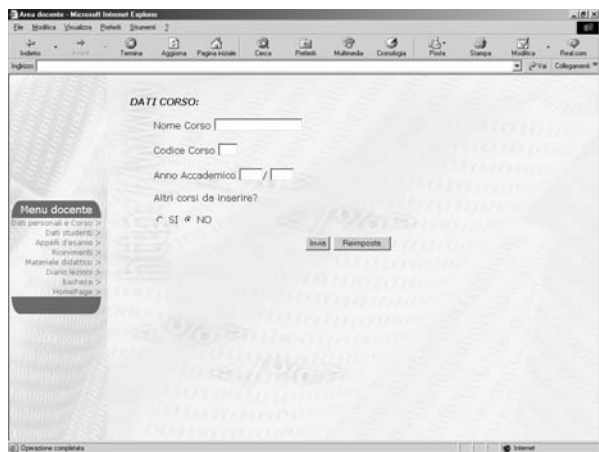 Area docente - Microsoft Internet Explorer
File Modifica Visualizza Preferiti Strumenti ?
Indietro Avanti Termina Aggiorna Pagina iniziale Cerca Preferiti Multimedia Cronologia Posta Stampa Modifica Real.com
Indirizzo Vai Collegamenti »
DATI CORSO:
Nome Corso
Codice Corso
Anno Accademico /
Altri corsi da inserire?
SI NO
Invia Reimposta
Menu docente
Dati personali e Corso >
Dati studenti >
Appelli d'esame >
Ricevimento >
Materiale didattico >
Diario lezioni >
bacheca >
HomePage >
Operazione completata Internet